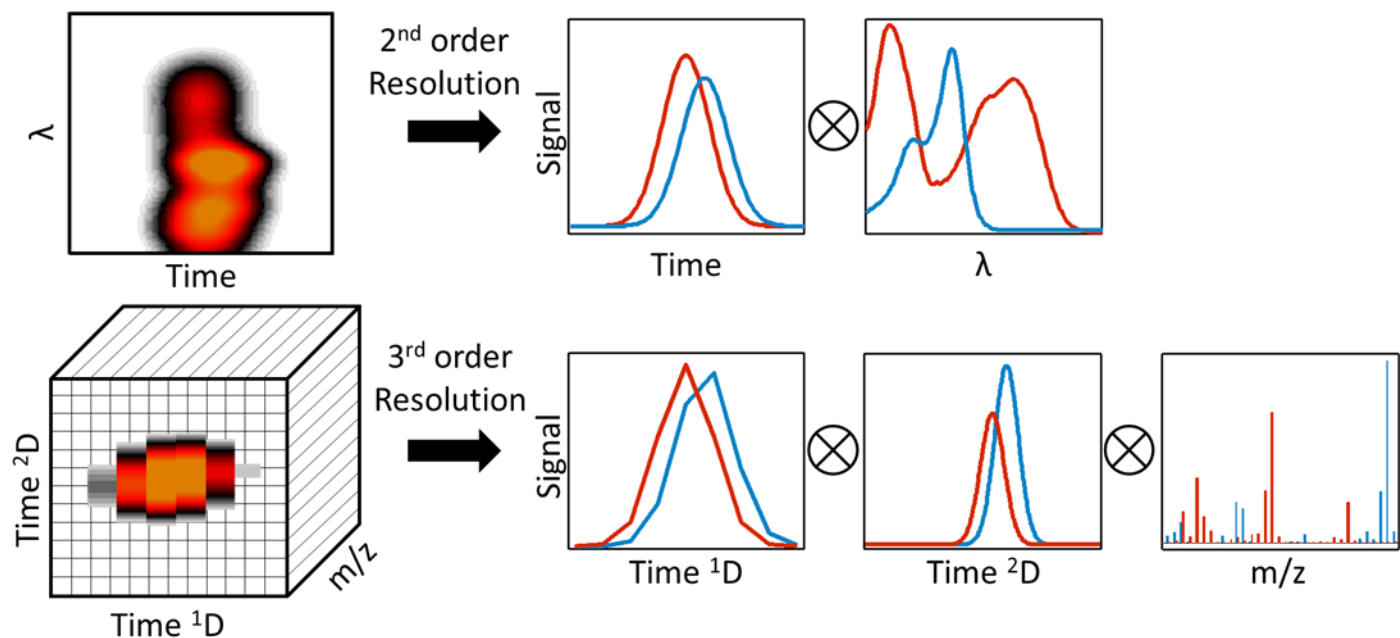 λ
Time
2nd order
Resolution
Signal
Time
λ
Time 2D
Time 1D
m/z
3rd order
Resolution
Signal
Time 1D
Time 2D
m/z